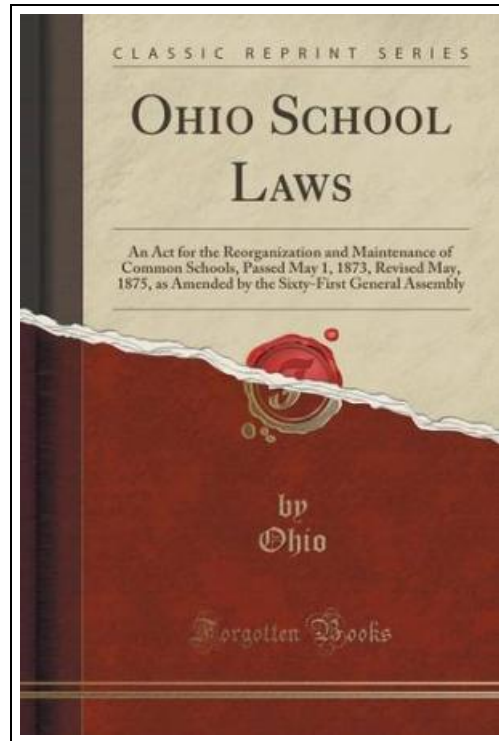 CLASSIC REPRINT SERIES
OHIO SCHOOL
LAWS
An Act for the Reorganization and Maintenance of
Common Schools, Passed May 1, 1873, Revised May,
1875, as Amended by the Sixty-First General Assembly
by
Ohio
Forgotten Books